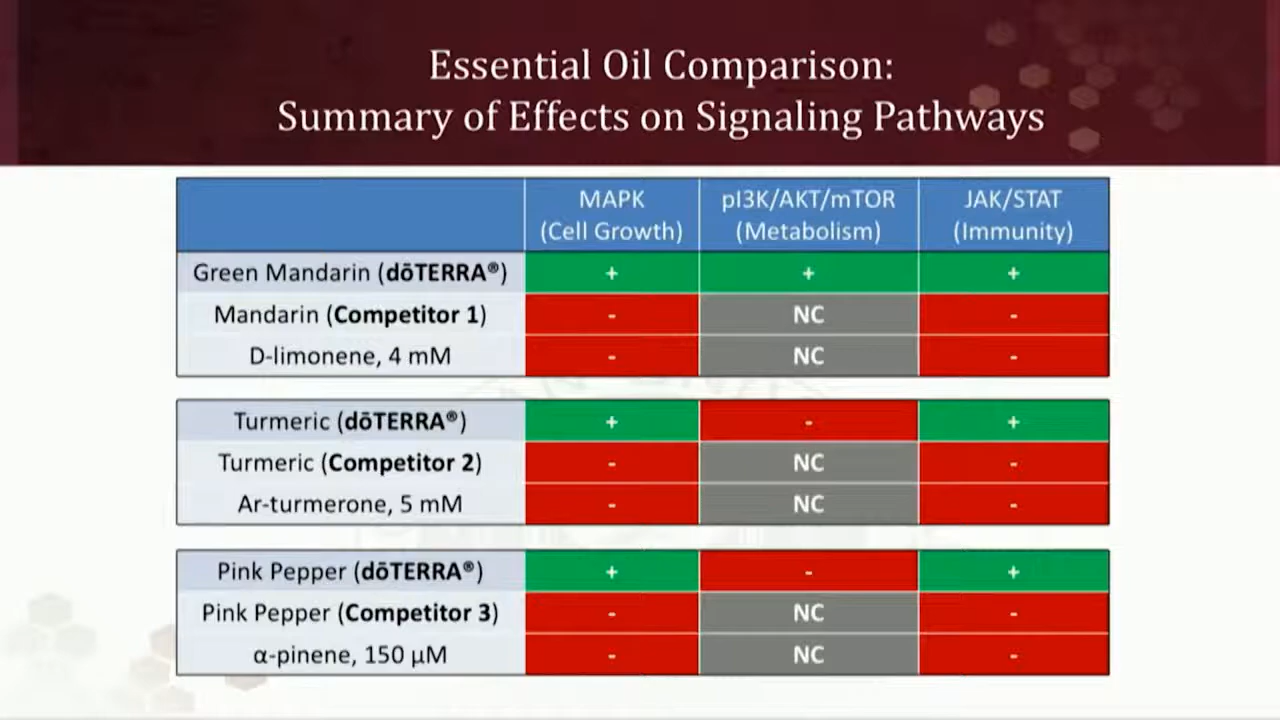 Essential Oil Comparison:
Summary of Effects on Signaling Pathways
MAPK (Cell Growth) pI3K/AKT/mTOR (Metabolism) JAK/STAT (Immunity)
Green Mandarin (dōTERRA®) + + +
Mandarin (Competitor 1) - NC -
D-limonene, 4 mM - NC -
Turmeric (dōTERRA®) + - +
Turmeric (Competitor 2) - NC -
Ar-turmerone, 5 mM - NC -
Pink Pepper (dōTERRA®) + - +
Pink Pepper (Competitor 3) - NC -
α-pinene, 150 µM - NC -